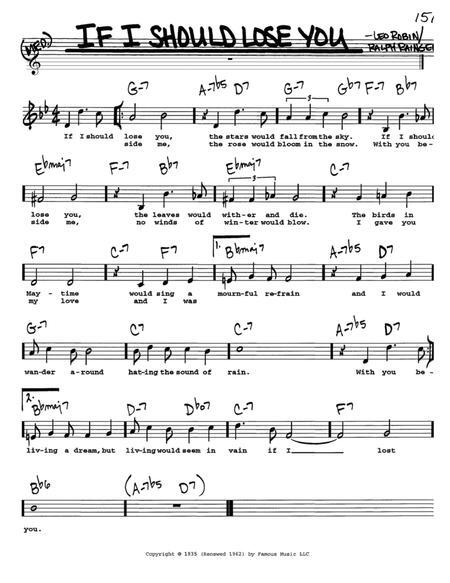 151
(MED.) IF I SHOULD LOSE YOU –LEO ROBIN/
RALPH RAINGER
G-7 A-7b5 D7 G-7 Gb7 F-7 Bb7
3 3
If I should lose you, the stars would fall from the sky. If I shoul
side me, the rose would bloom in the snow. With you be-
Ebmaj7 F-7 Bb7 Ebmaj7 C-7
lose you, the leaves would with-er and die. The birds in
side me, no winds of win-ter would blow. I gave you
F7 C-7 F7 1. Bbmaj7 A-7b5 D7
May - time would sing a mourn-ful re-frain and I would
my love and I was
G-7 C7 C-7 A-7b5 D7
wan-der a-round hat-ing the sound of rain. With you be-
2.
Bbmaj7 D-7 Dbo7 C-7 F7
liv-ing a dream, but liv-ing would seem in vain if I lost
Bb6 (A-7b5 D7)
you.
Copyright © 1935 (Renewed 1962) by Famous Music LLC